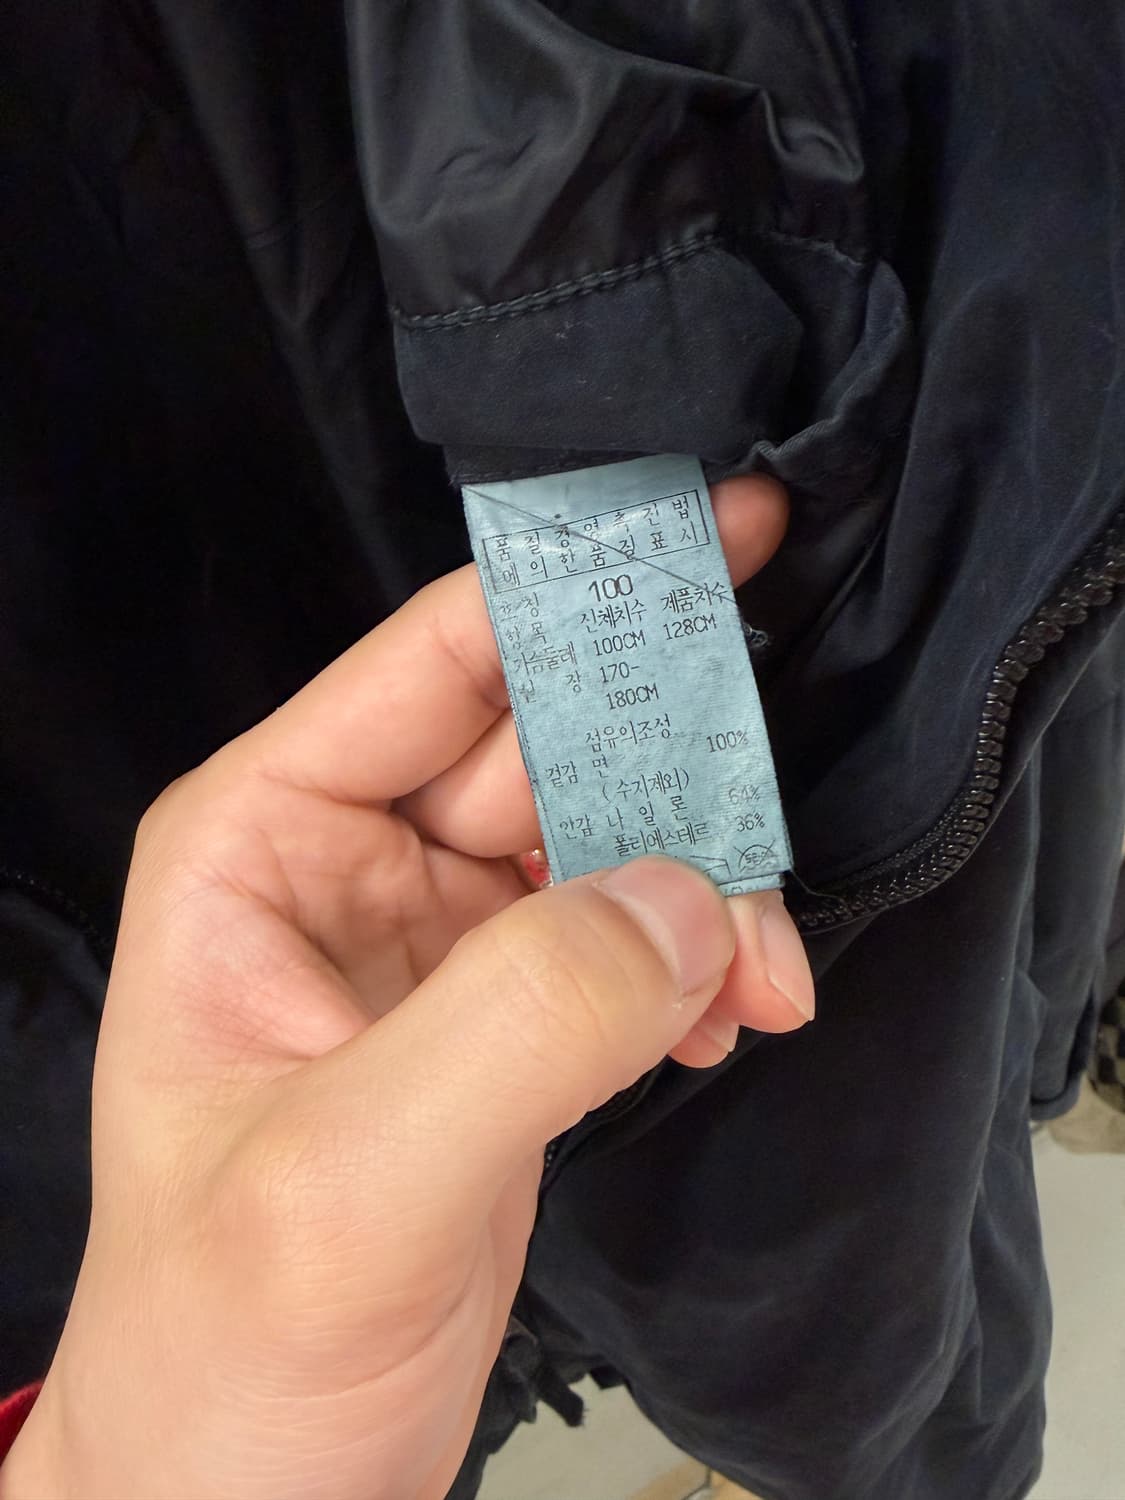 품질경영촉진법
에의한품질표시
호칭 100
항목 신체치수 제품치수
가슴둘레 100CM 128CM
신장 170-
180CM
섬유의조성
겉감 면 100%
(수지제외)
안감 나일론 64%
폴리에스테르 36%